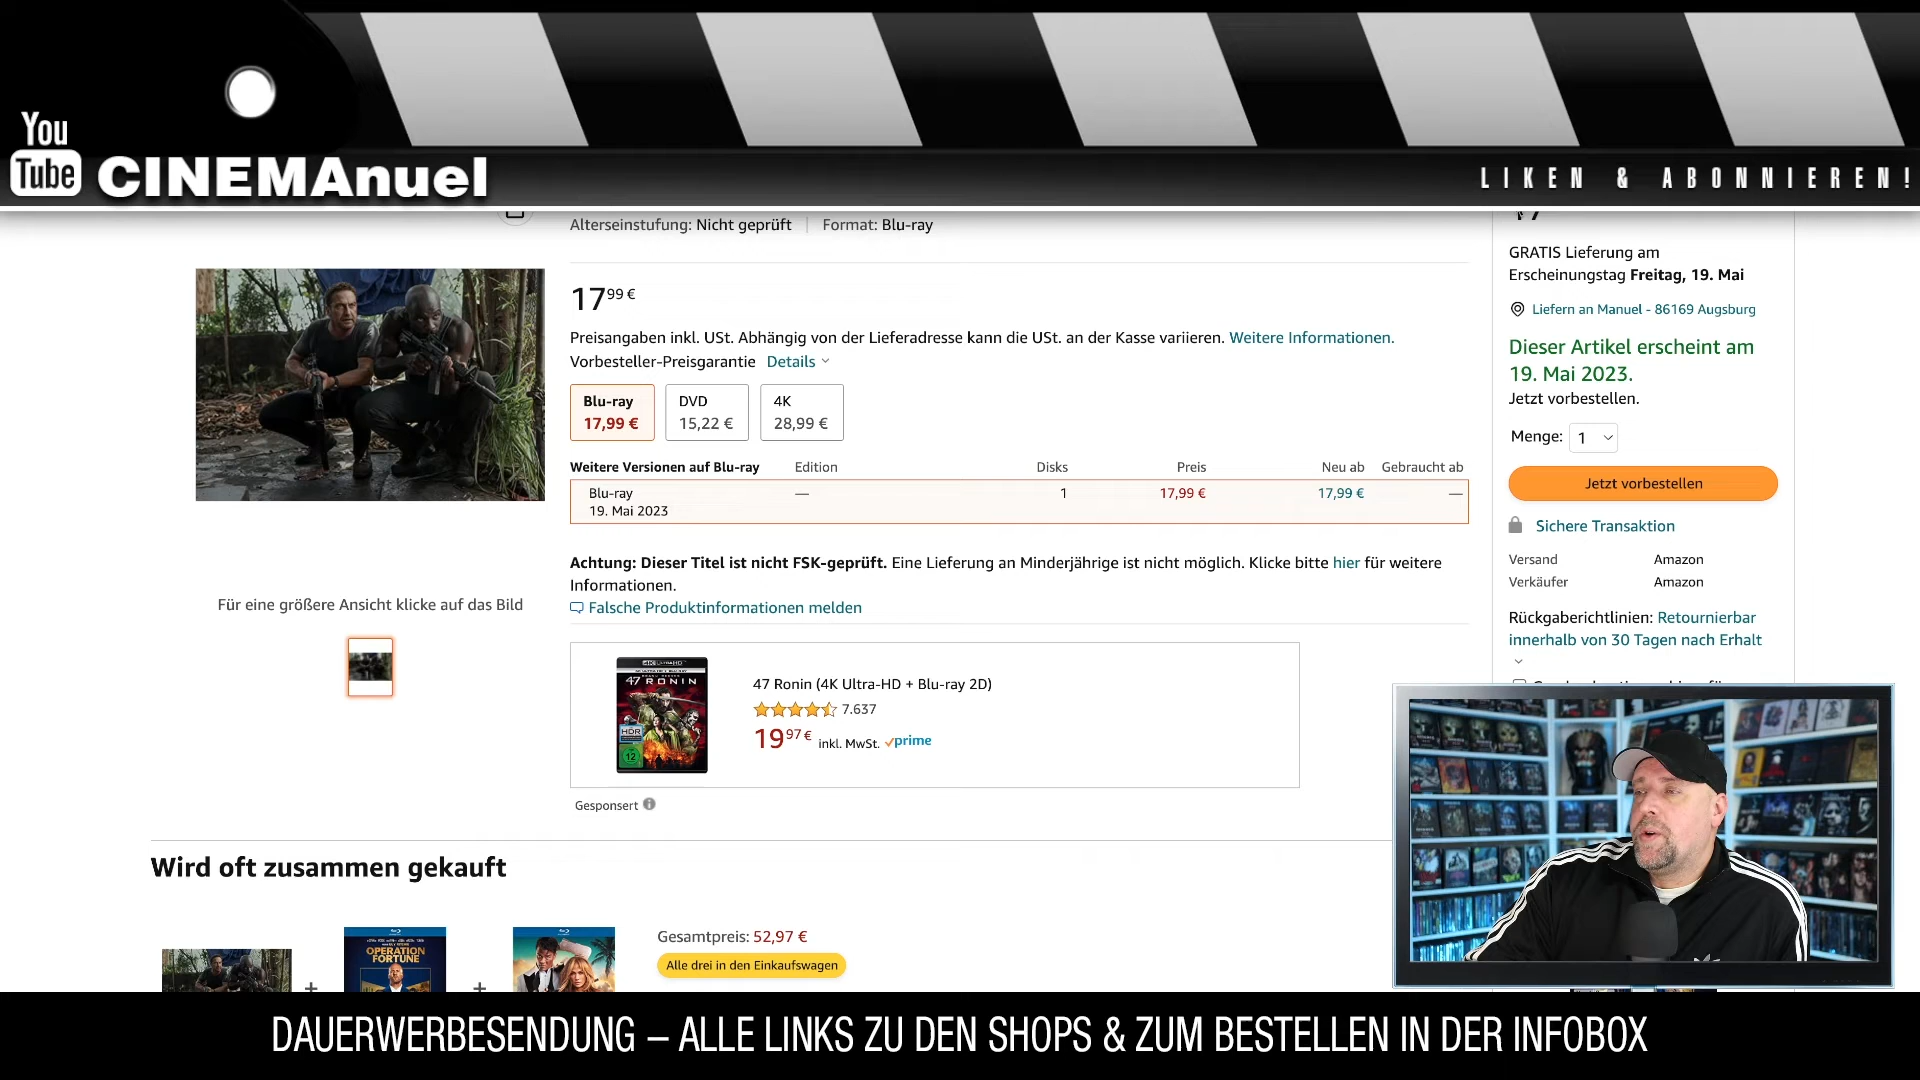 You
Tube CINEMAnuel
LIKEN & ABONNIEREN!
Alterseinstufung: Nicht geprüft | Format: Blu-ray
17 99 €
Preisangaben inkl. USt. Abhängig von der Lieferadresse kann die USt. an der Kasse variieren. Weitere Informationen.
Vorbesteller-Preisgarantie Details
Blu-ray DVD 4K
17,99 € 15,22 € 28,99 €
Weitere Versionen auf Blu-ray Edition Disks Preis Neu ab Gebraucht ab
Blu-ray — 1 17,99 € 17,99 € —
19. Mai 2023
Achtung: Dieser Titel ist nicht FSK-geprüft. Eine Lieferung an Minderjährige ist nicht möglich. Klicke bitte hier für weitere
Informationen.
Falsche Produktinformationen melden
Für eine größere Ansicht klicke auf das Bild
47 RONIN
HDR
12
47 Ronin (4K Ultra-HD + Blu-ray 2D)
7.637
19 97 € inkl. MwSt. prime
Gesponsert
GRATIS Lieferung am
Erscheinungstag Freitag, 19. Mai
Liefern an Manuel - 86169 Augsburg
Dieser Artikel erscheint am
19. Mai 2023.
Jetzt vorbestellen.
Menge: 1
Jetzt vorbestellen
Sichere Transaktion
Versand Amazon
Verkäufer Amazon
Rückgaberichtlinien: Retournierbar
innerhalb von 30 Tagen nach Erhalt
Wird oft zusammen gekauft
OPERATION
FORTUNE
+ +
Gesamtpreis: 52,97 €
Alle drei in den Einkaufswagen
DAUERWERBESENDUNG – ALLE LINKS ZU DEN SHOPS & ZUM BESTELLEN IN DER INFOBOX